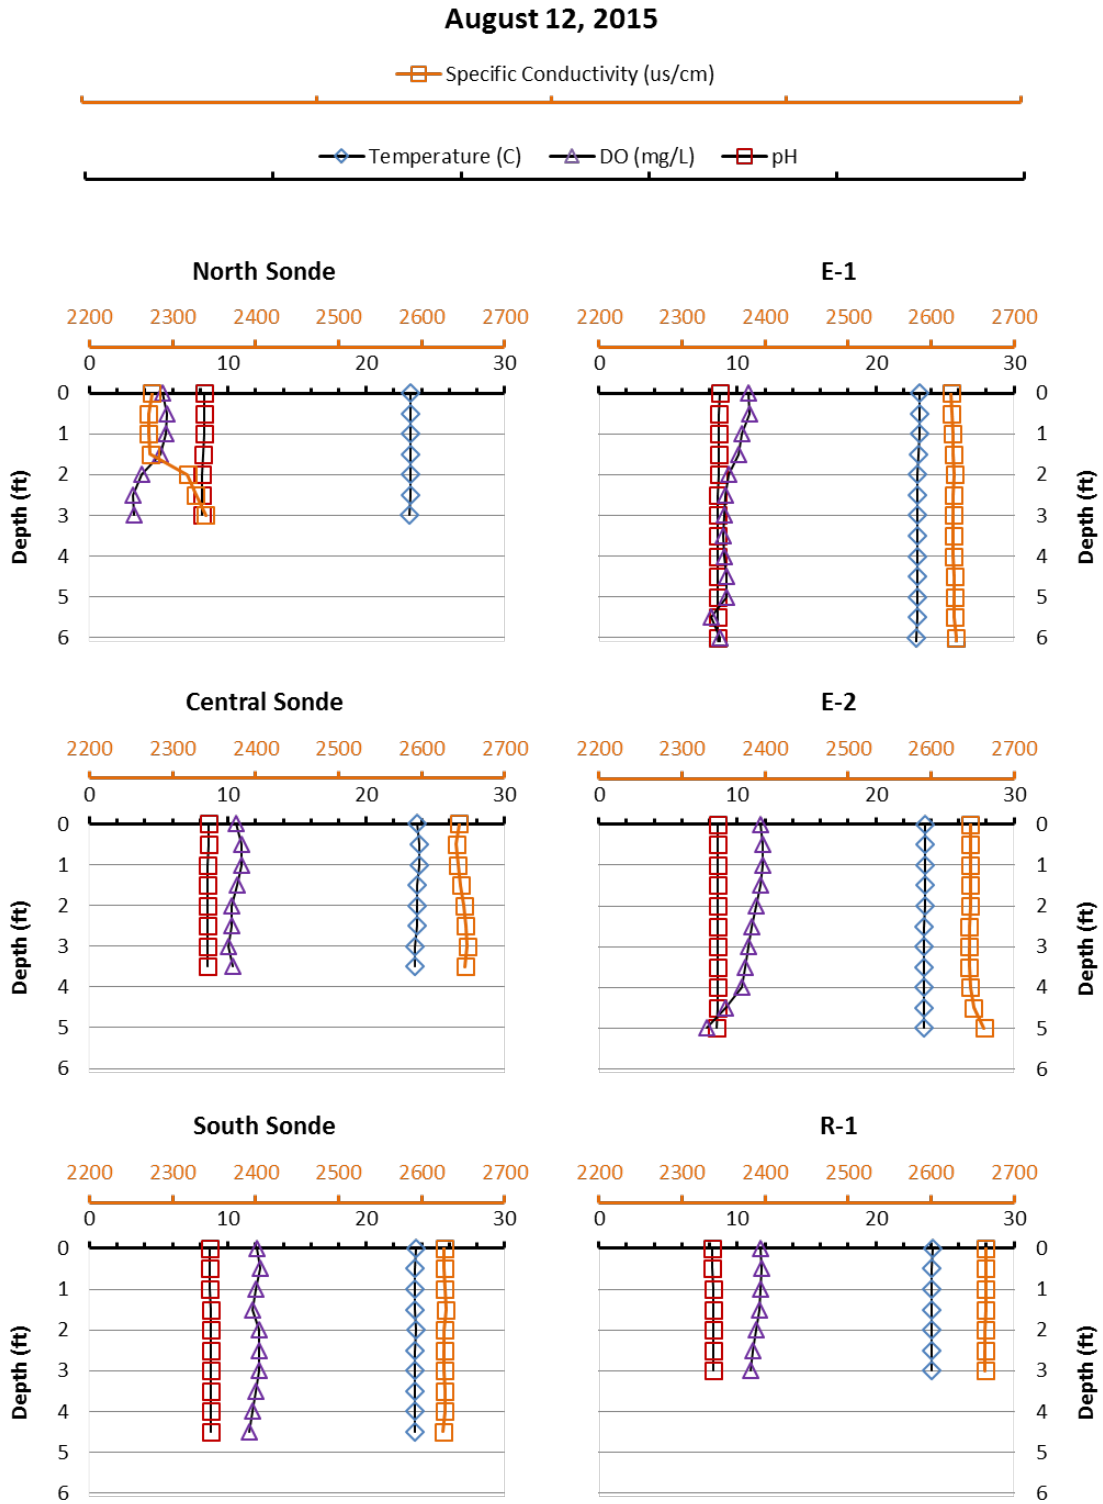 August 12, 2015
Specific Conductivity (us/cm)
Temperature (C) DO (mg/L) pH
North Sonde
2200 2300 2400 2500 2600 2700
0 10 20 30
0
1
2
3
4
5
6
Depth (ft)
E-1
2200 2300 2400 2500 2600 2700
0 10 20 30
0
1
2
3
4
5
6
Depth (ft)
Central Sonde
2200 2300 2400 2500 2600 2700
0 10 20 30
0
1
2
3
4
5
6
Depth (ft)
E-2
2200 2300 2400 2500 2600 2700
0 10 20 30
0
1
2
3
4
5
6
Depth (ft)
South Sonde
2200 2300 2400 2500 2600 2700
0 10 20 30
0
1
2
3
4
5
6
Depth (ft)
R-1
2200 2300 2400 2500 2600 2700
0 10 20 30
0
1
2
3
4
5
6
Depth (ft)